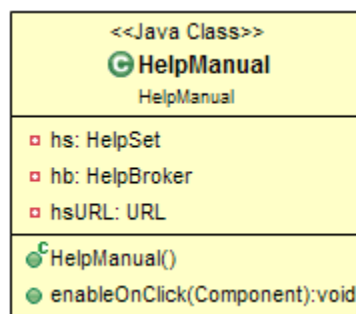 <<Java Class>>
C HelpManual
HelpManual
hs: HelpSet
hb: HelpBroker
hsURL: URL
C HelpManual()
enableOnClick(Component):void